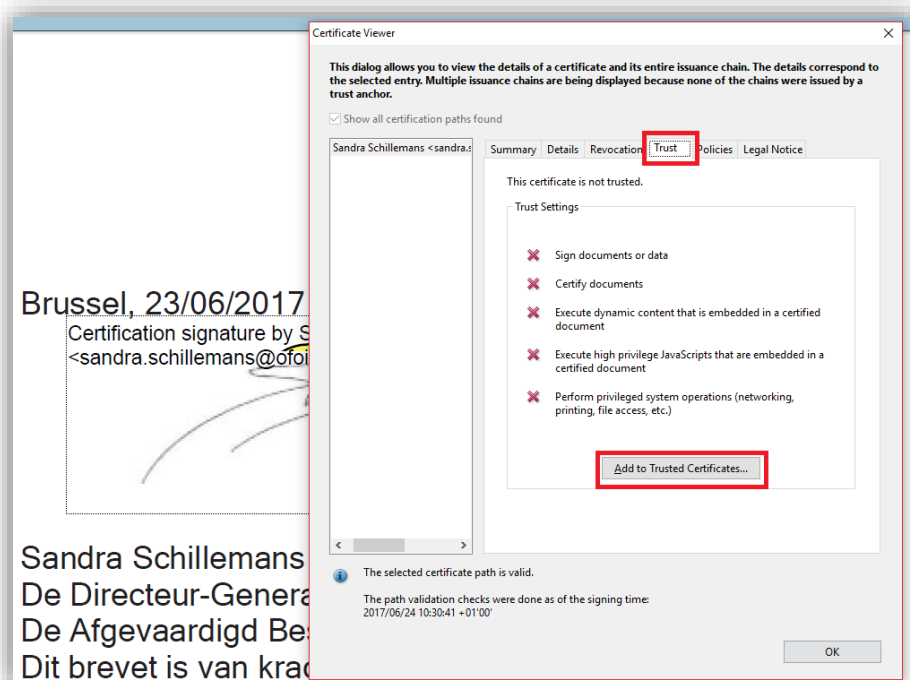 Certificate Viewer
This dialog allows you to view the details of a certificate and its entire issuance chain. The details correspond to
the selected entry. Multiple issuance chains are being displayed because none of the chains were issued by a
trust anchor.
Show all certification paths found
Sandra Schillemans <sandra.s
Summary Details Revocation Trust Policies Legal Notice
This certificate is not trusted.
Trust Settings
Sign documents or data
Certify documents
Execute dynamic content that is embedded in a certified
document
Execute high privilege JavaScripts that are embedded in a
certified document
Perform privileged system operations (networking,
printing, file access, etc.)
Add to Trusted Certificates...
The selected certificate path is valid.
The path validation checks were done as of the signing time:
2017/06/24 10:30:41 +01'00'
OK
Brussel, 23/06/2017
Certification signature by S
<sandra.schillemans@ofoi
Sandra Schillemans
De Directeur-Genera
De Afgevaardigd Bes
Dit brevet is van krac